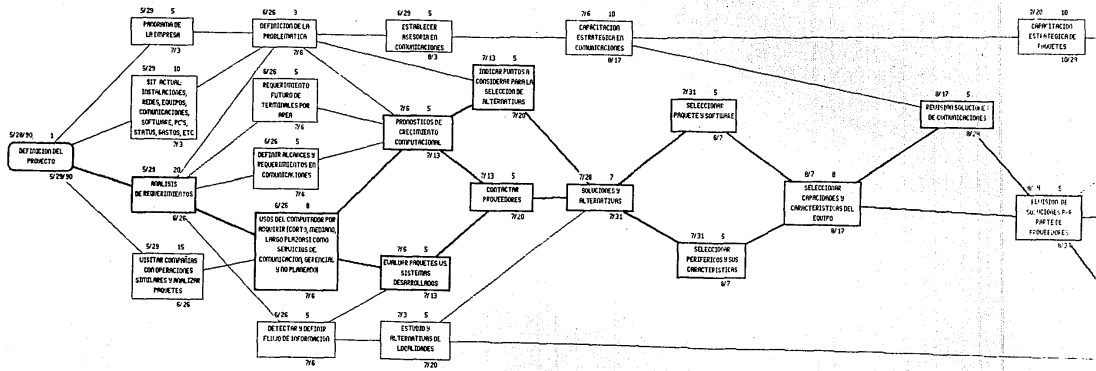 5/28/90 1
DEFINICION DEL
PROYECTO
5/29/90
5/29 5
PANORAMA DE
LA EMPRESA
7/3
5/29 10
SIT ACTUAL:
INSTALACIONES,
REDES, EQUIPOS,
COMUNICACIONES,
SOFTWARE, PC'S,
STATUS, GASTOS, ETC
7/3
5/29 20
ANALISIS
DE REQUERIMIENTOS
6/26
5/29 15
VISITAR COMPAÑIAS
CON OPERACIONES
SIMILARES Y ANALIZAR
PAQUETES
6/26
6/26 3
DEFINICION DE LA
PROBLEMATICA
7/6
6/26 5
REQUERIMIENTO
FUTURO DE
TERMINALES POR
AREA
7/6
6/26 5
DEFINIR ALCANCES Y
REQUERIMIENTOS EN
COMUNICACIONES
7/6
6/26 8
USOS DEL COMPUTADOR POR
ADQUIRIR (CORTO, MEDIANO,
LARGO PLAZO) ASI COMO
SERVICIOS DE
COMUNICACION, GERENCIAL
Y NO PLANEADO)
7/6
6/26 5
DETECTAR Y DEFINIR
FLUJO DE INFORMACION
7/6
6/29 5
ESTABLECER
ASESORIA EN
COMUNICACIONES
8/3
7/6 5
PRONOSTICOS DE
CRECIMIENTO
COMPUTACIONAL
7/13
7/6 5
EVALUAR PAQUETES VS.
SISTEMAS
DESARROLLADOS
7/13
7/3 5
ESTUDIO Y
ALTERNATIVAS DE
LOCALIDADES
7/20
7/13 5
INDICAR PUNTOS A
CONSIDERAR PARA LA
SELECCION DE
ALTERNATIVAS
7/20
7/13 5
CONTACTAR
PROVEEDORES
7/20
7/6 10
CAPACITACION
ESTRATEGICA EN
COMUNICACIONES
8/17
7/20 7
SOLUCIONES Y
ALTERNATIVAS
7/31
7/31 5
SELECCIONAR
PAQUETE Y SOFTWARE
8/7
7/31 5
SELECCIONAR
PERIFERICOS Y SUS
CARACTERISTICAS
8/7
8/7 8
SELECCIONAR
CAPACIDADES Y
CARACTERISTICAS DEL
EQUIPO
8/17
8/17 5
REVISION SOLUCIONES
DE COMUNICACIONES
8/24
7/20 10
CAPACITACION
ESTRATEGICA DE
PAQUETES
10/29
5
REVISION DE
SOLUCIONES POR
PARTE DE
PROVEEDORES